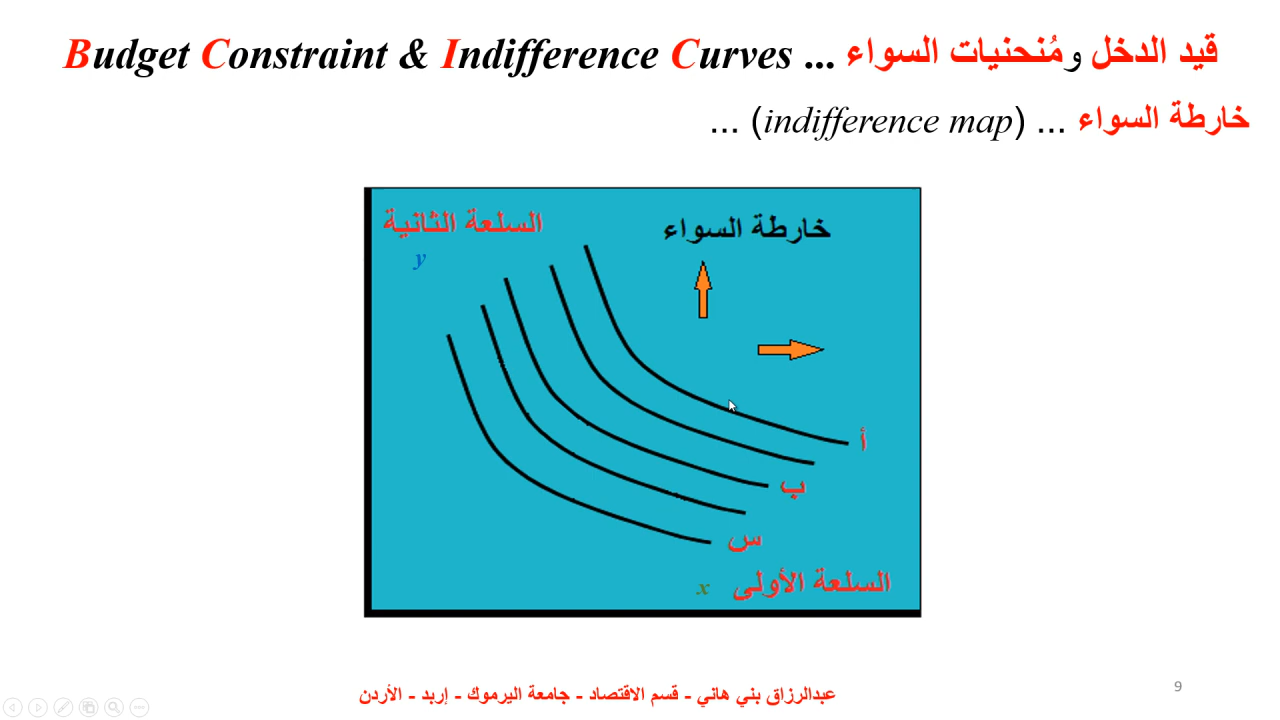 قيد الدخل و مُنحنيات السواء ... Budget Constraint & Indifference Curves
خارطة السواء ... (indifference map) ...
السلعة الثانية
y
خارطة السواء
أ
ب
س
السلعة الأولى x
عبدالرزاق بني هاني - قسم الاقتصاد - جامعة اليرموك - إربد - الأردن
9